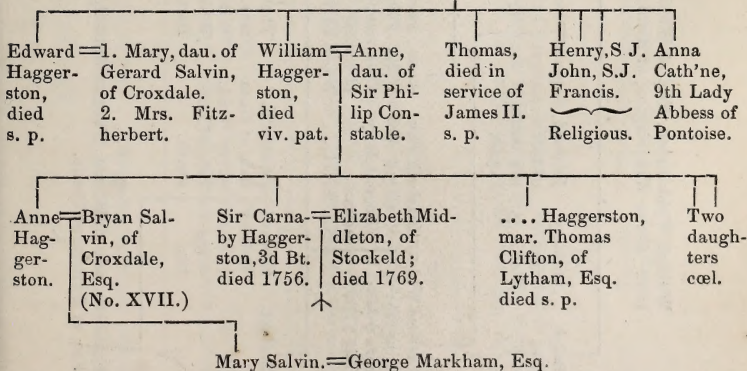 Edward = 1. Mary, dau. of
Hagger-
ston,
died
s. p.
Gerard Salvin,
of Croxdale.
2. Mrs. Fitz-
herbert.
William = Anne,
Hagger-
ston,
died
viv. pat.
dau. of
Sir Phi-
lip Con-
stable.
Thomas,
died in
service of
James II.
s. p.
Henry, S. J.
John, S.J.
Francis.
Religious.
Anna
Cath'ne,
9th Lady
Abbess of
Pontoise.
Anne = Bryan Sal-
Hag-
ger-
ston.
vin, of
Croxdale,
Esq.
(No. XVII.)
Sir Carna- = Elizabeth Mid-
by Hagger-
ston, 3d Bt.
died 1756.
dleton, of
Stockeld;
died 1769.
.... Haggerston,
mar. Thomas
Clifton, of
Lytham, Esq.
died s. p.
Two
daugh-
ters
cœl.
Mary Salvin. = George Markham, Esq.